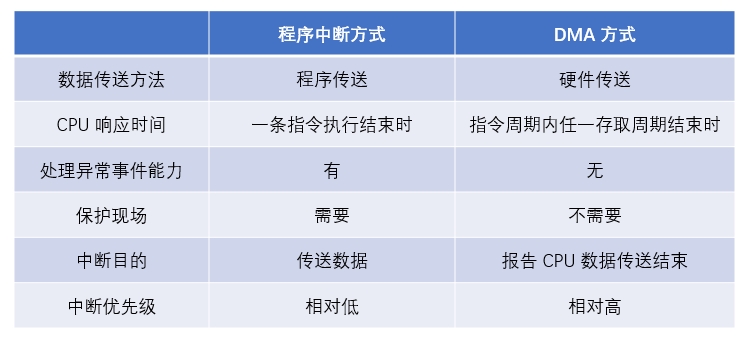 程序中断方式 DMA 方式
数据传送方法 程序传送 硬件传送
CPU 响应时间 一条指令执行结束时 指令周期内任一存取周期结束时
处理异常事件能力 有 无
保护现场 需要 不需要
中断目的 传送数据 报告 CPU 数据传送结束
中断优先级 相对低 相对高